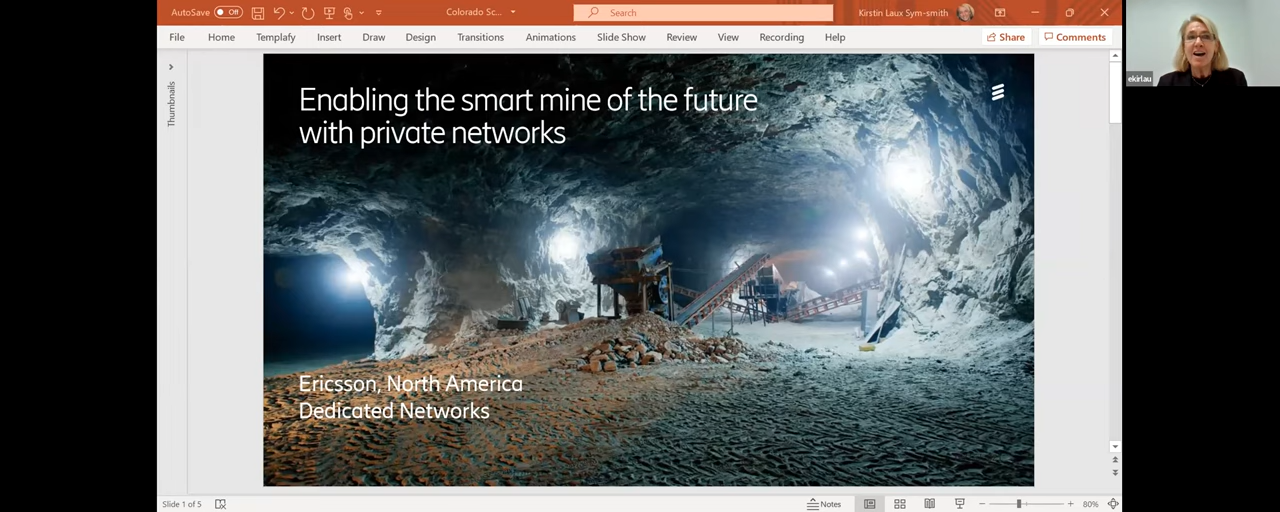 AutoSave Off
Colorado Sc...
Search
Kirstin Laux Sym-smith
File Home Templafy Insert Draw Design Transitions Animations Slide Show Review View Recording Help Share Comments
Thumbnails
Enabling the smart mine of the future
with private networks
Ericsson, North America
Dedicated Networks
ekirlau
Slide 1 of 5
Notes
80%